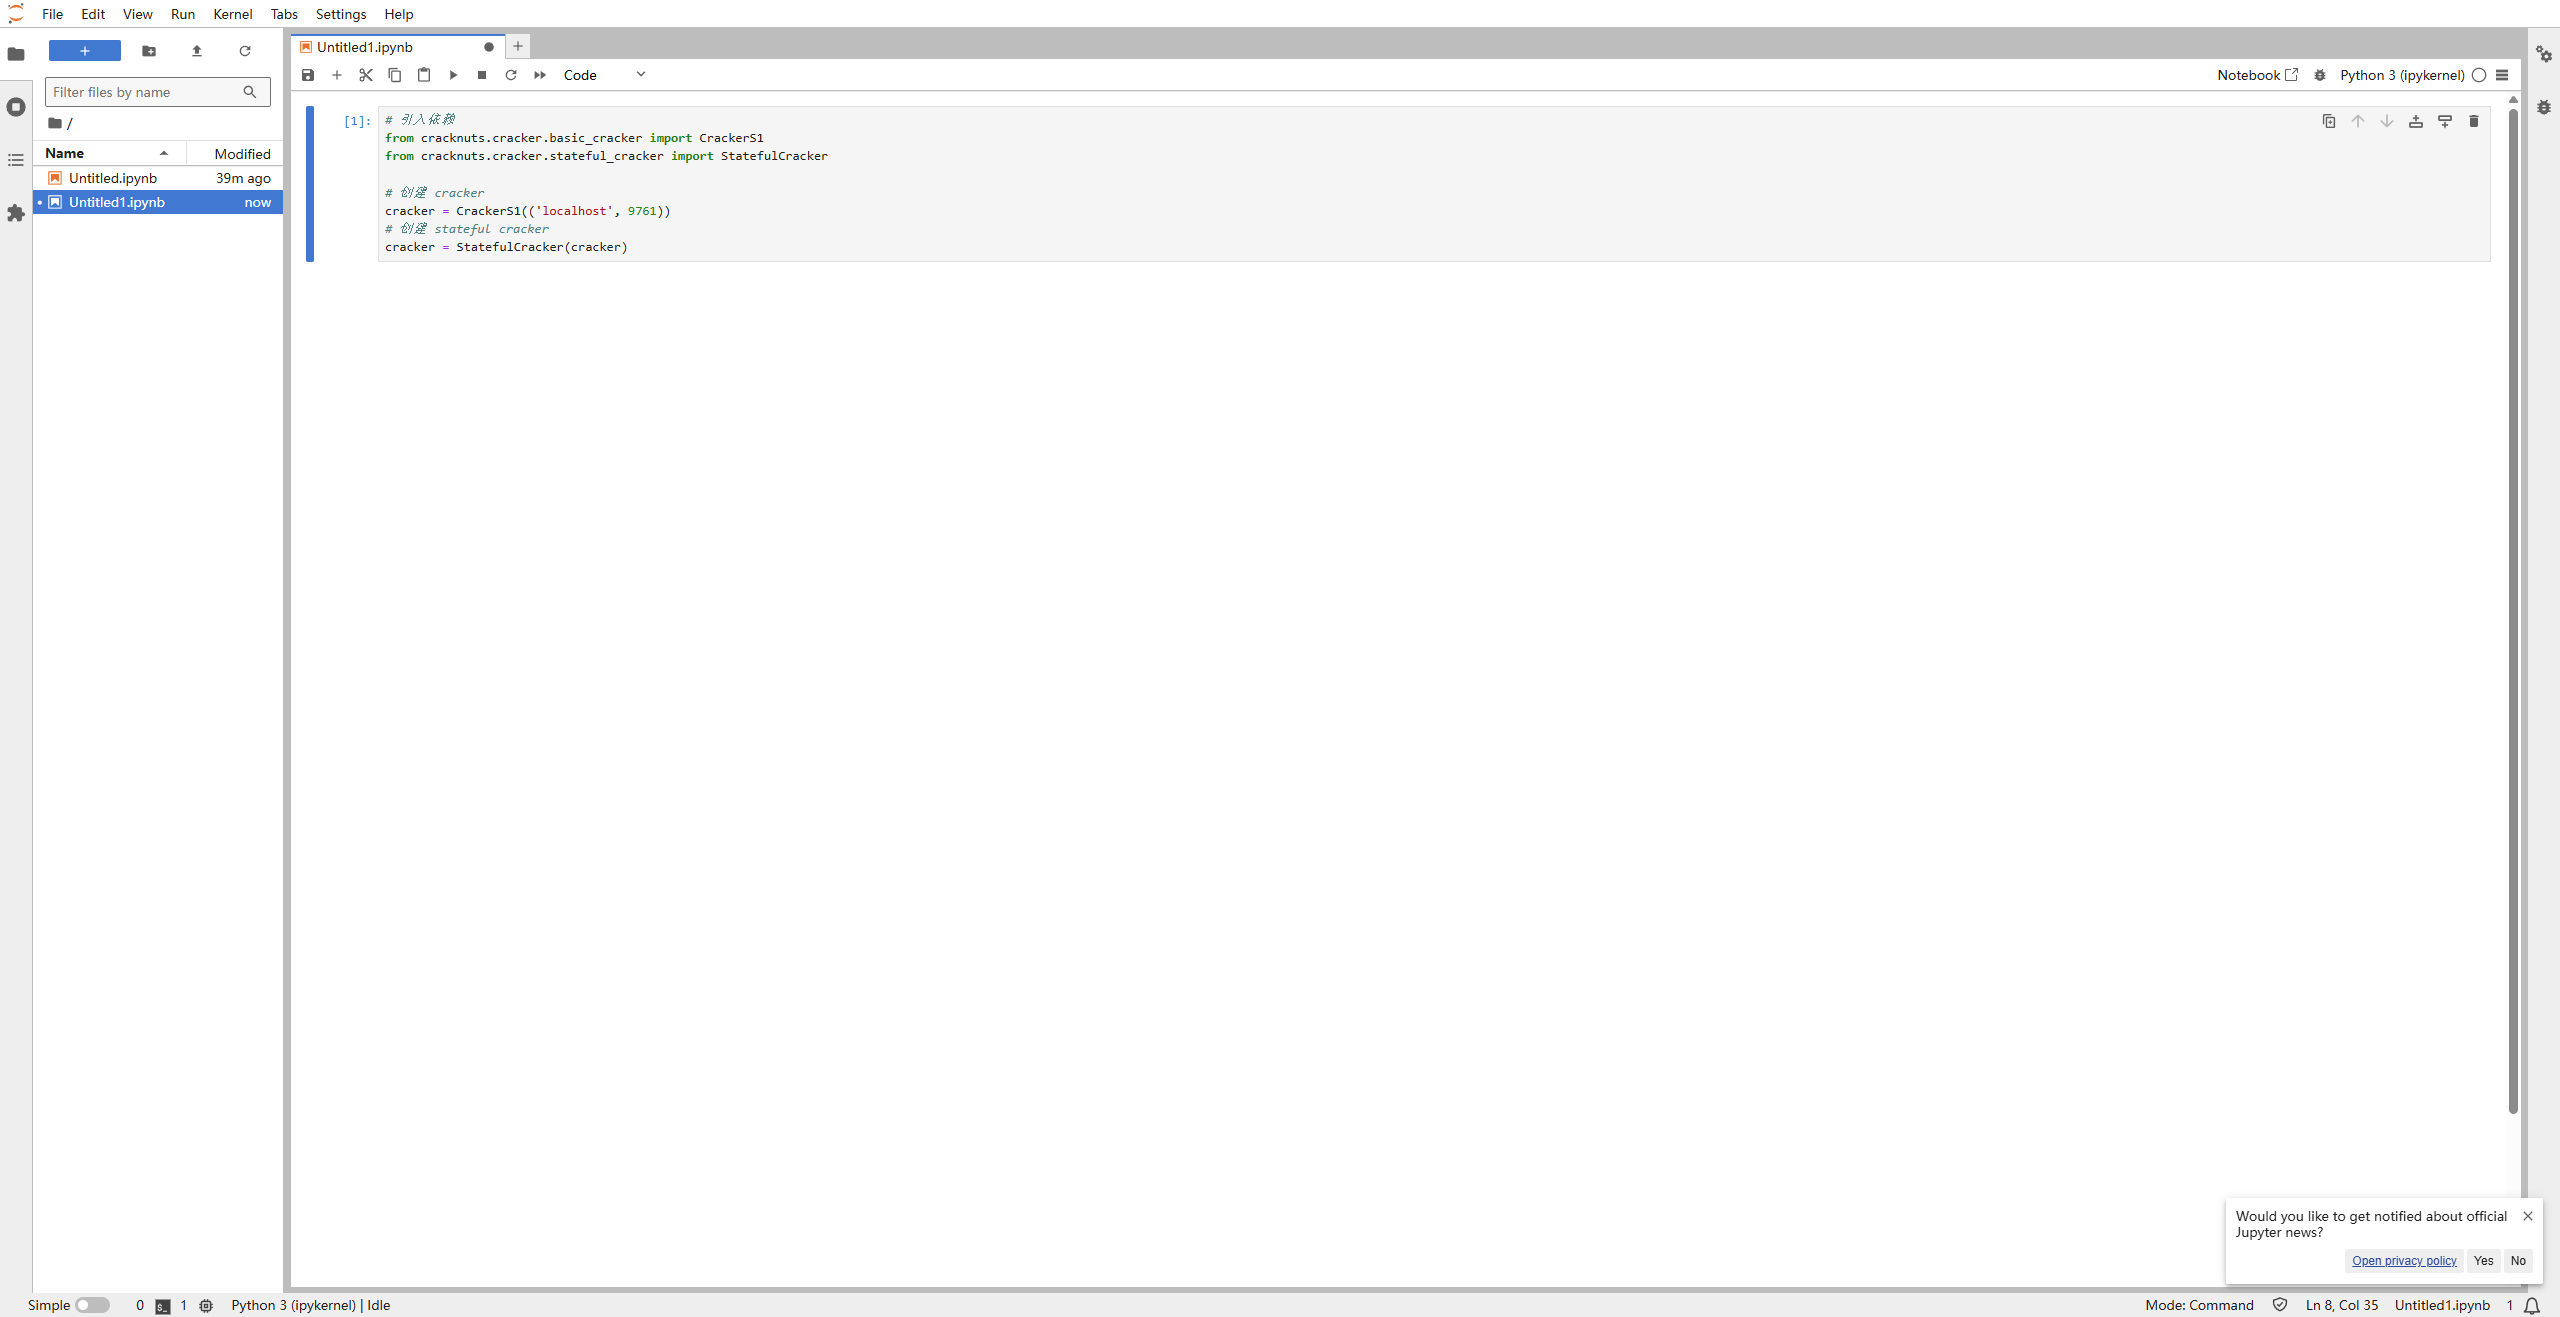 File Edit View Run Kernel Tabs Settings Help
Filter files by name
/
Name Modified
Untitled.ipynb 39m ago
Untitled1.ipynb now
Untitled1.ipynb
Code
Notebook
Python 3 (ipykernel)
[1]:
# 引入依赖
from cracknuts.cracker.basic_cracker import CrackerS1
from cracknuts.cracker.stateful_cracker import StatefulCracker
# 创建 cracker
cracker = CrackerS1(('localhost', 9761))
# 创建 stateful cracker
cracker = StatefulCracker(cracker)
Would you like to get notified about official
Jupyter news?
Open privacy policy Yes No
Simple 0 $_ 1 Python 3 (ipykernel) | Idle
Mode: Command Ln 8, Col 35 Untitled1.ipynb 1